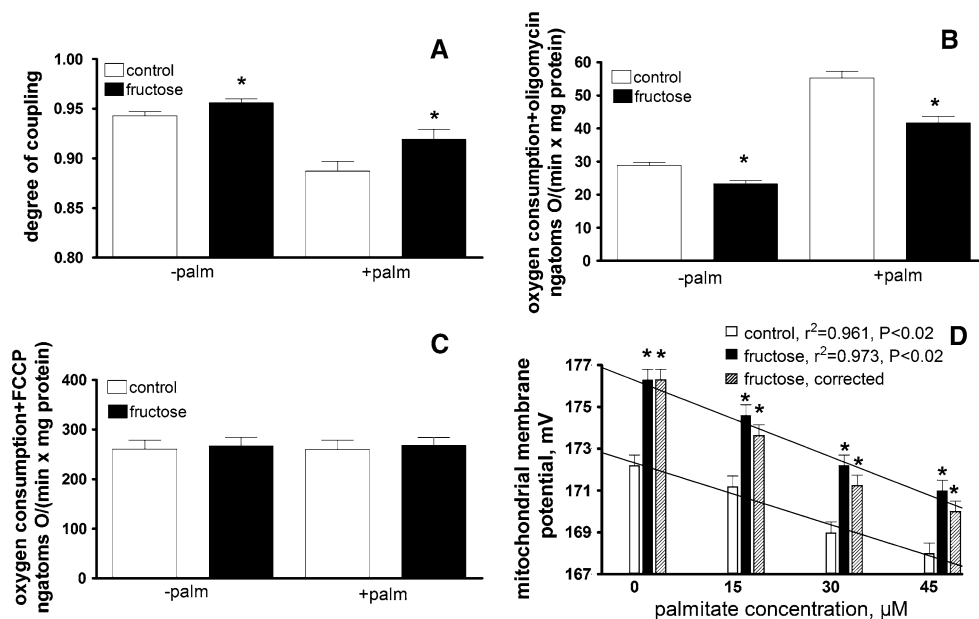 A
control
fructose
degree of coupling
1.00
0.95
0.90
0.85
0.80
*
*
-palm
+palm
B
control
fructose
oxygen consumption+oligomycin
ngatoms O/(min x mg protein)
60
50
40
30
20
10
0
*
*
-palm
+palm
C
control
fructose
oxygen consumption+FCCP
ngatoms O/(min x mg protein)
400
300
200
100
0
-palm
+palm
D
control, r²=0.961, P<0.02
fructose, r²=0.973, P<0.02
fructose, corrected
mitochondrial membrane
potential, mV
177
175
173
171
169
167
* *
* *
* *
* *
0 15 30 45
palmitate concentration, µM